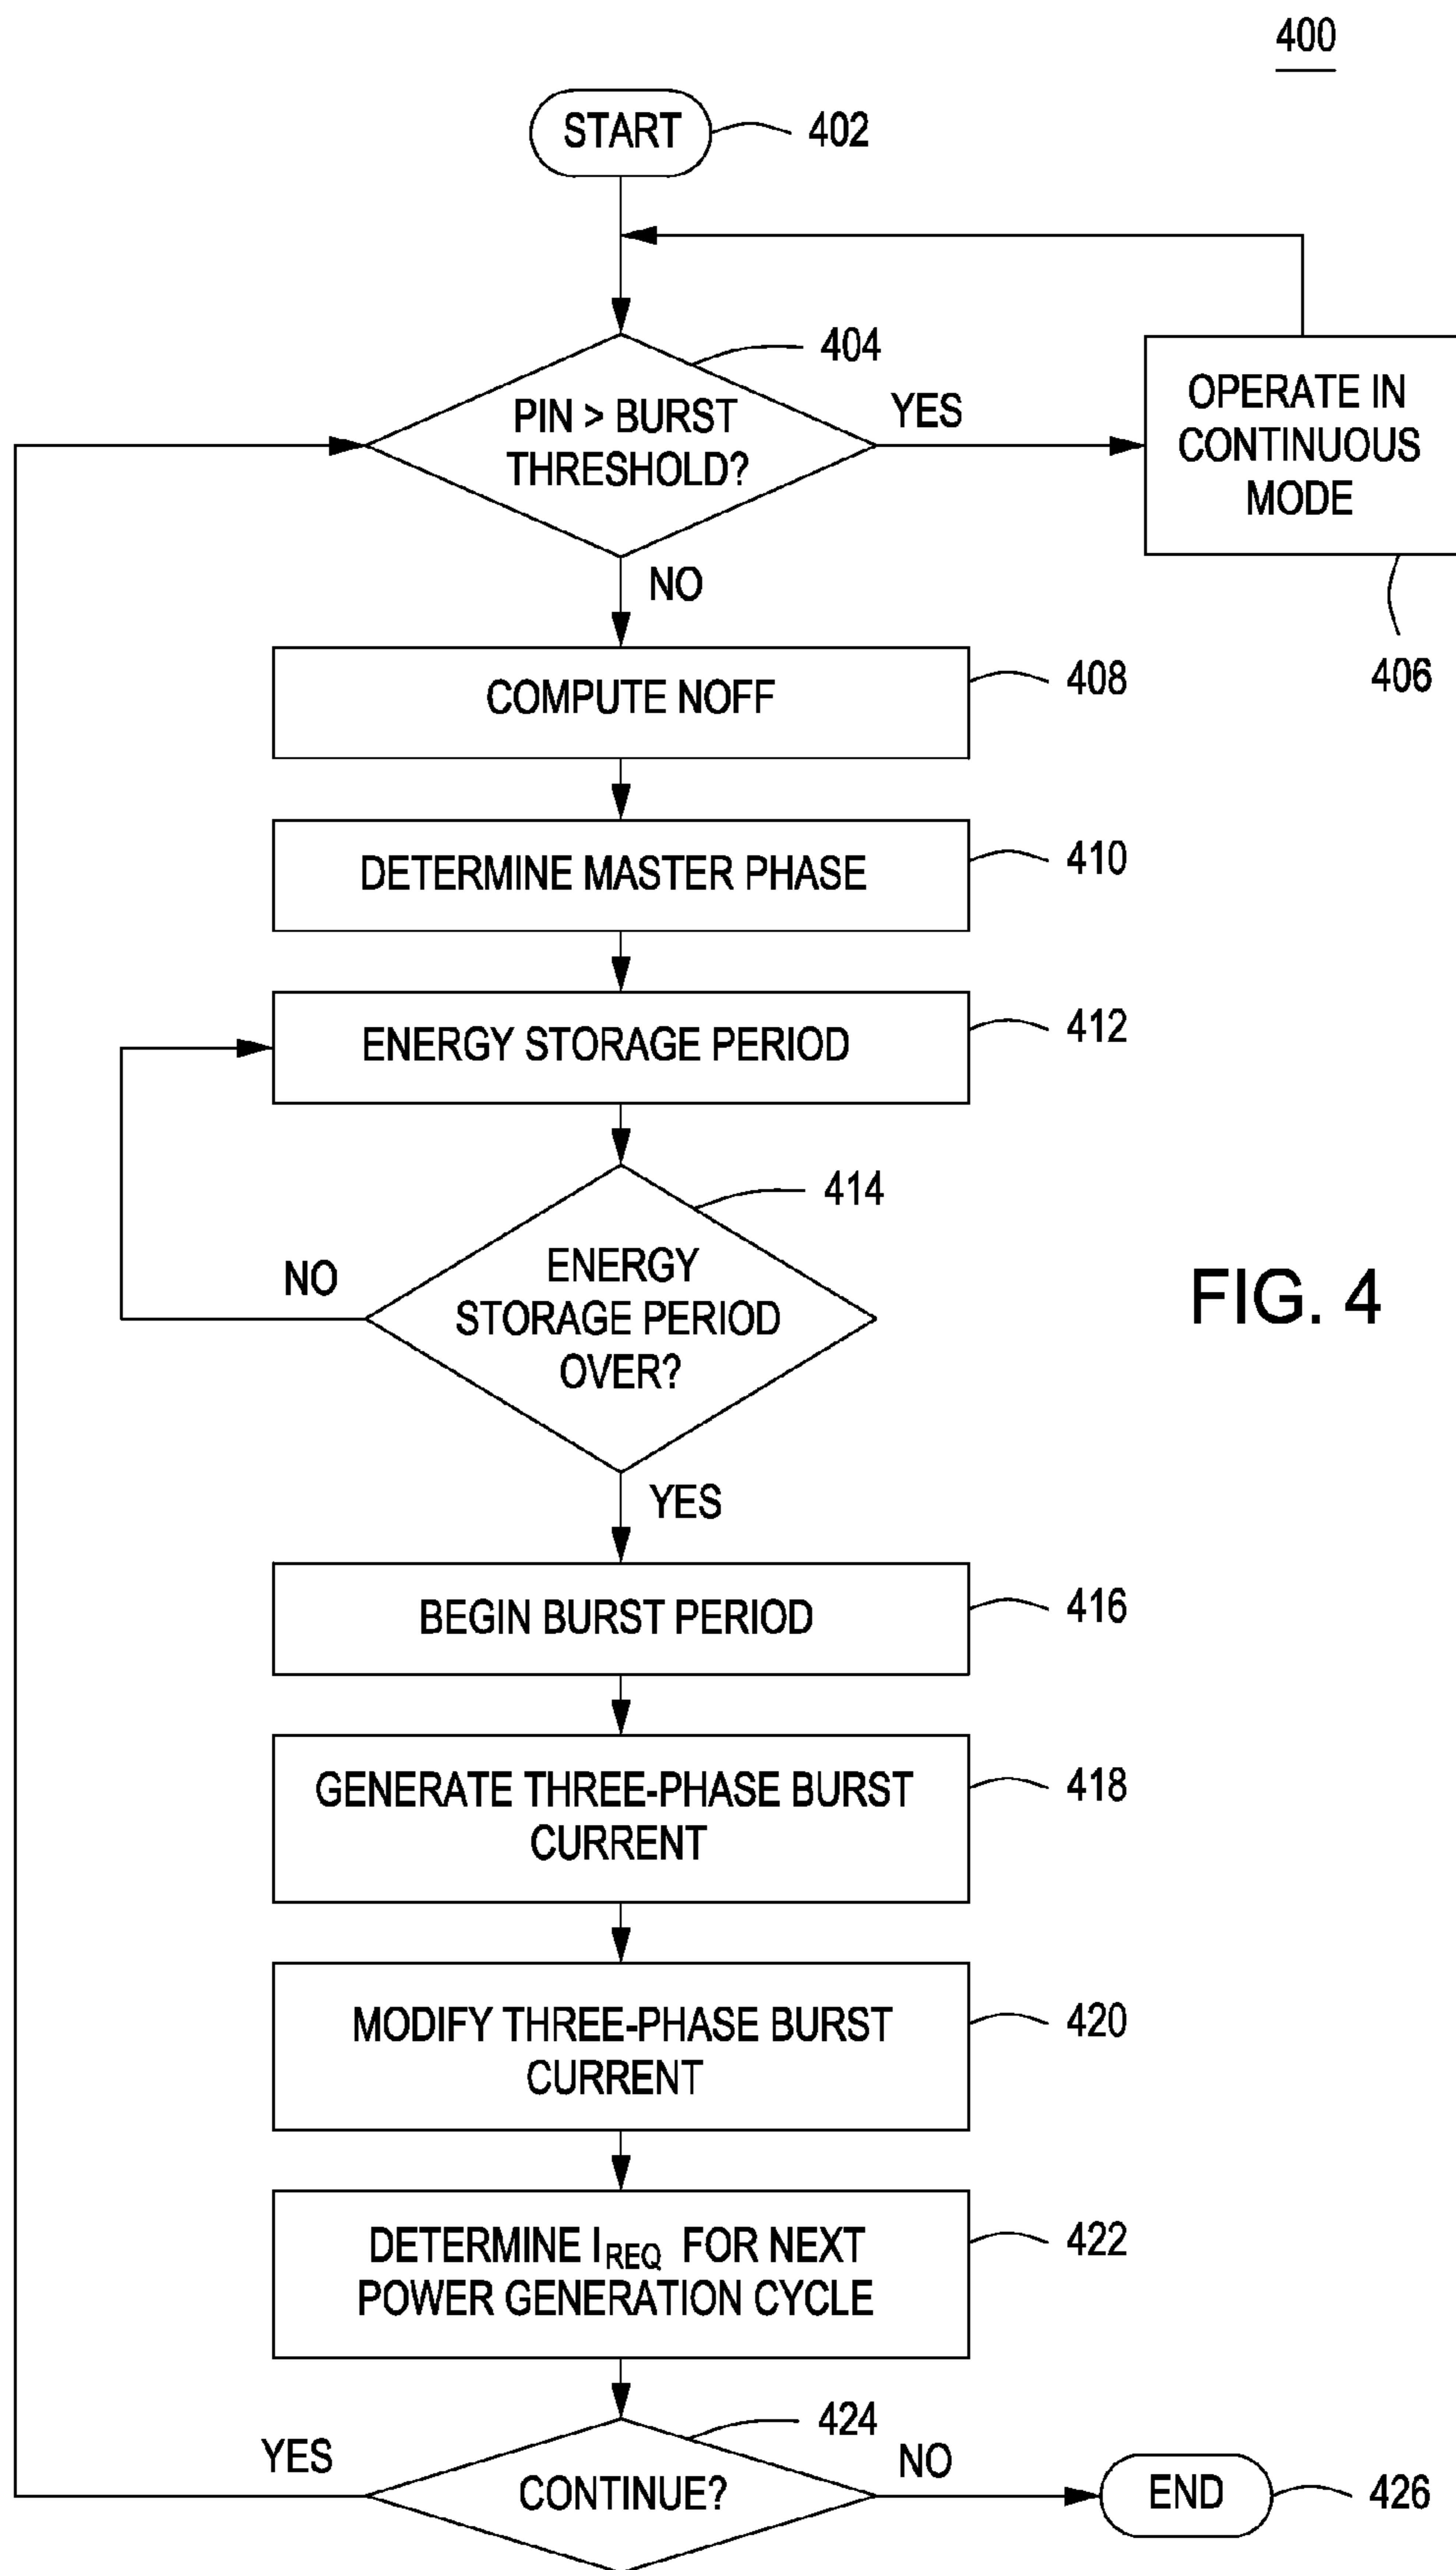 400
START
402
404
PIN > BURST
THRESHOLD?
YES
OPERATE IN
CONTINUOUS
MODE
406
NO
COMPUTE NOFF
408
DETERMINE MASTER PHASE
410
ENERGY STORAGE PERIOD
412
414
ENERGY
STORAGE PERIOD
OVER?
NO
FIG. 4
YES
BEGIN BURST PERIOD
416
GENERATE THREE-PHASE BURST
CURRENT
418
MODIFY THREE-PHASE BURST
CURRENT
420
DETERMINE I_REQ FOR NEXT
POWER GENERATION CYCLE
422
424
YES
CONTINUE?
NO
END
426